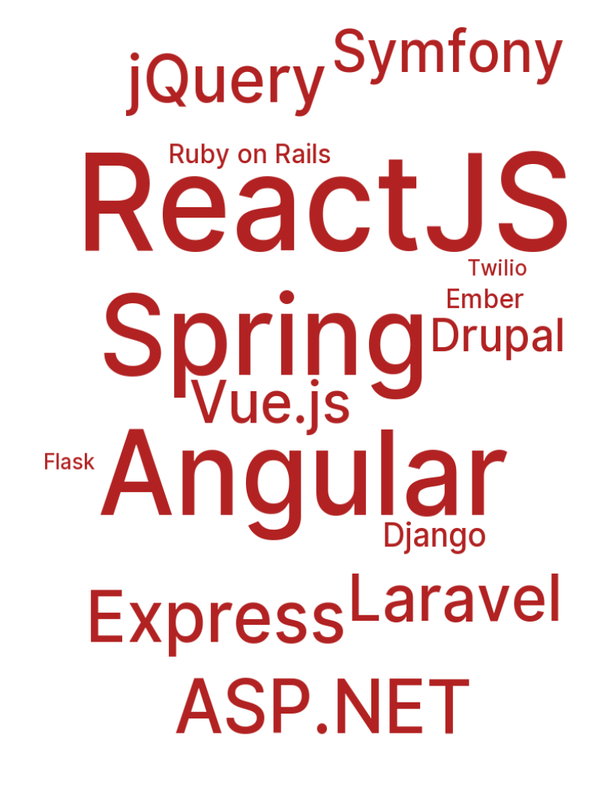 Symfony
jQuery
Ruby on Rails
ReactJS
Twilio
Ember
Spring
Drupal
Vue.js
Flask
Angular
Django
Laravel
Express
ASP.NET